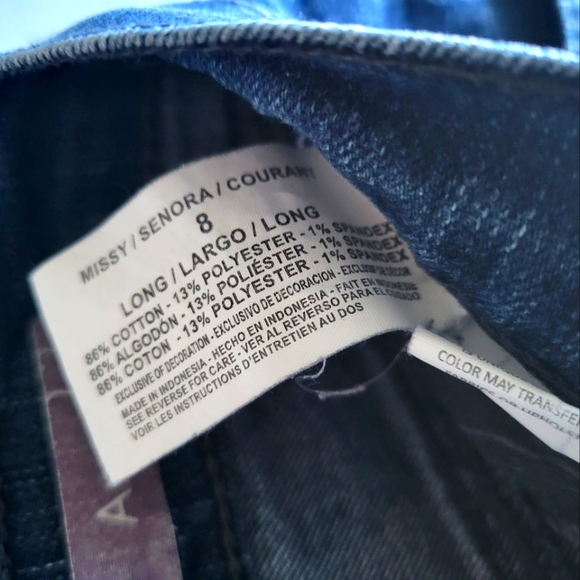 MISSY / SENORA / COURANT
8
LONG / LARGO / LONG
86% COTTON - 13% POLYESTER - 1% SPANDEX
86% ALGODÓN - 13% POLIÉSTER - 1% SPANDEX
86% COTON - 13% POLYESTER - 1% SPANDEX
EXCLUSIVE OF DECORATION - EXCLUSIVO DE DECORACION - EXCLUSIF DE DÉCOR
MADE IN INDONESIA - HECHO EN INDONESIA - FAIT EN INDONESIA
SEE REVERSE FOR CARE - VER AL REVERSO PARA EL CUIDADO
VOIR LES INSTRUCTIONS D'ENTRETIEN AU DOS
COLOR MAY TRANSFER
A